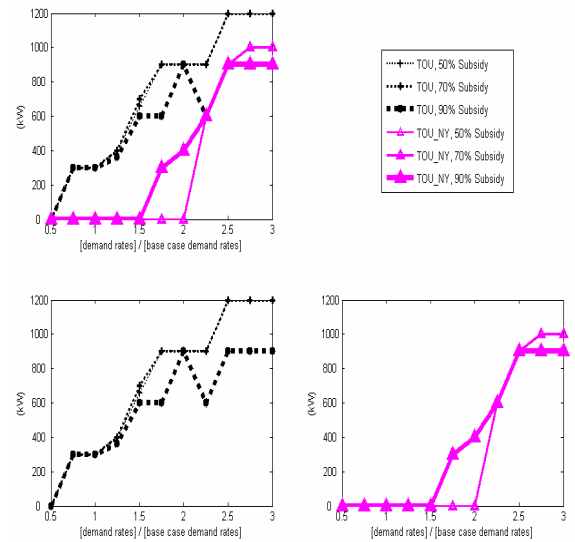 1200
1000
800
600
400
200
0
(kW)
0.5 1 1.5 2 2.5 3
[demand rates] / [base case demand rates]
TOU, 50% Subsidy
TOU, 70% Subsidy
TOU, 90% Subsidy
TOU_NY, 50% Subsidy
TOU_NY, 70% Subsidy
TOU_NY, 90% Subsidy
1200
1000
800
600
400
200
0
(kW)
0.5 1 1.5 2 2.5 3
[demand rates] / [base case demand rates]
1200
1000
800
600
400
200
0
(kW)
0.5 1 1.5 2 2.5 3
[demand rates] / [base case demand rates]